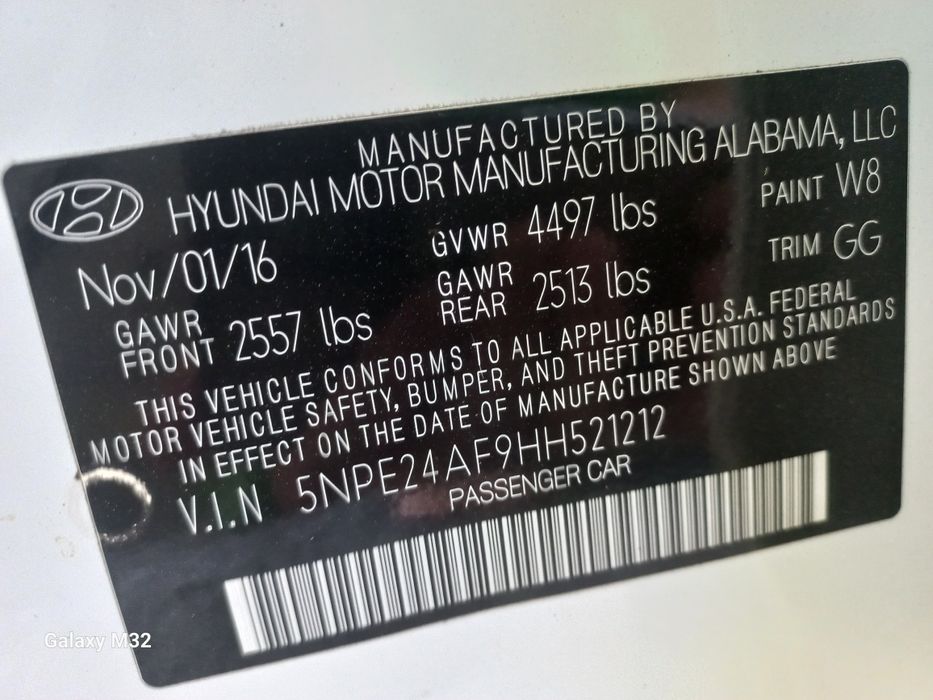 MANUFACTURED BY
HYUNDAI MOTOR MANUFACTURING ALABAMA, LLC
Nov/01/16 GVWR 4497 lbs PAINT W8
GAWR FRONT 2557 lbs GAWR REAR 2513 lbs TRIM GG
THIS VEHICLE CONFORMS TO ALL APPLICABLE U.S.A. FEDERAL
MOTOR VEHICLE SAFETY, BUMPER, AND THEFT PREVENTION STANDARDS
IN EFFECT ON THE DATE OF MANUFACTURE SHOWN ABOVE
V.I.N 5NPE24AF9HH521212
PASSENGER CAR
Galaxy M32